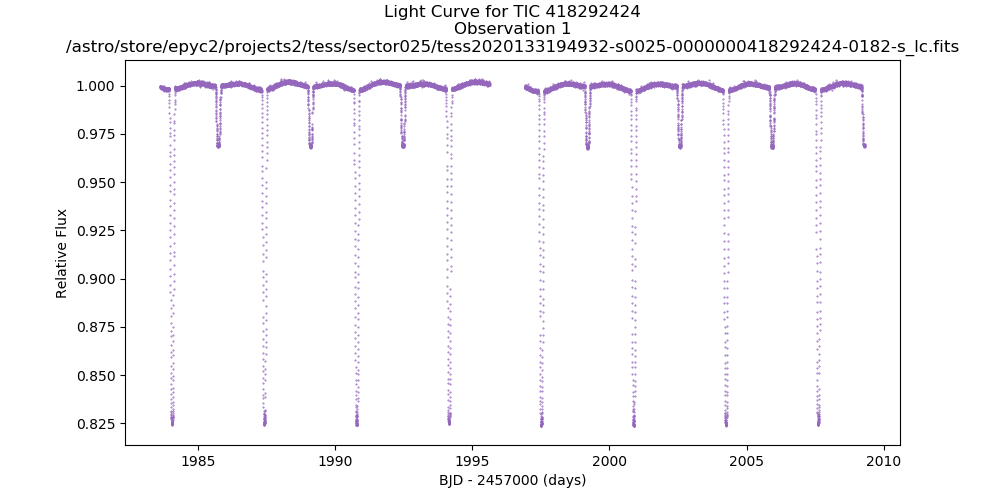 Light Curve for TIC 418292424
Observation 1
/astro/store/epyc2/projects2/tess/sector025/tess2020133194932-s0025-0000000418292424-0182-s_lc.fits
1.000
0.975
0.950
0.925
0.900
0.875
0.850
0.825
Relative Flux
1985 1990 1995 2000 2005 2010
BJD - 2457000 (days)